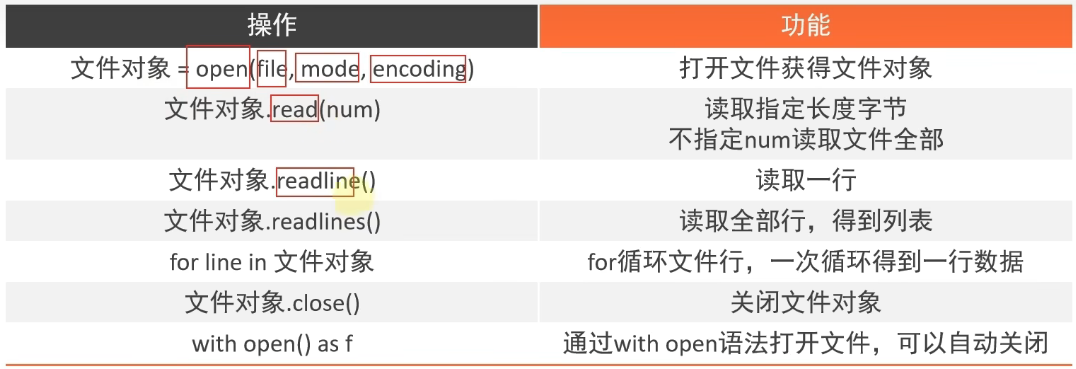 操作 功能
文件对象 = open(file, mode, encoding) 打开文件获得文件对象
文件对象.read(num) 读取指定长度字节
不指定num读取文件全部
文件对象.readline() 读取一行
文件对象.readlines() 读取全部行，得到列表
for line in 文件对象 for循环文件行，一次循环得到一行数据
文件对象.close() 关闭文件对象
with open() as f 通过with open语法打开文件，可以自动关闭